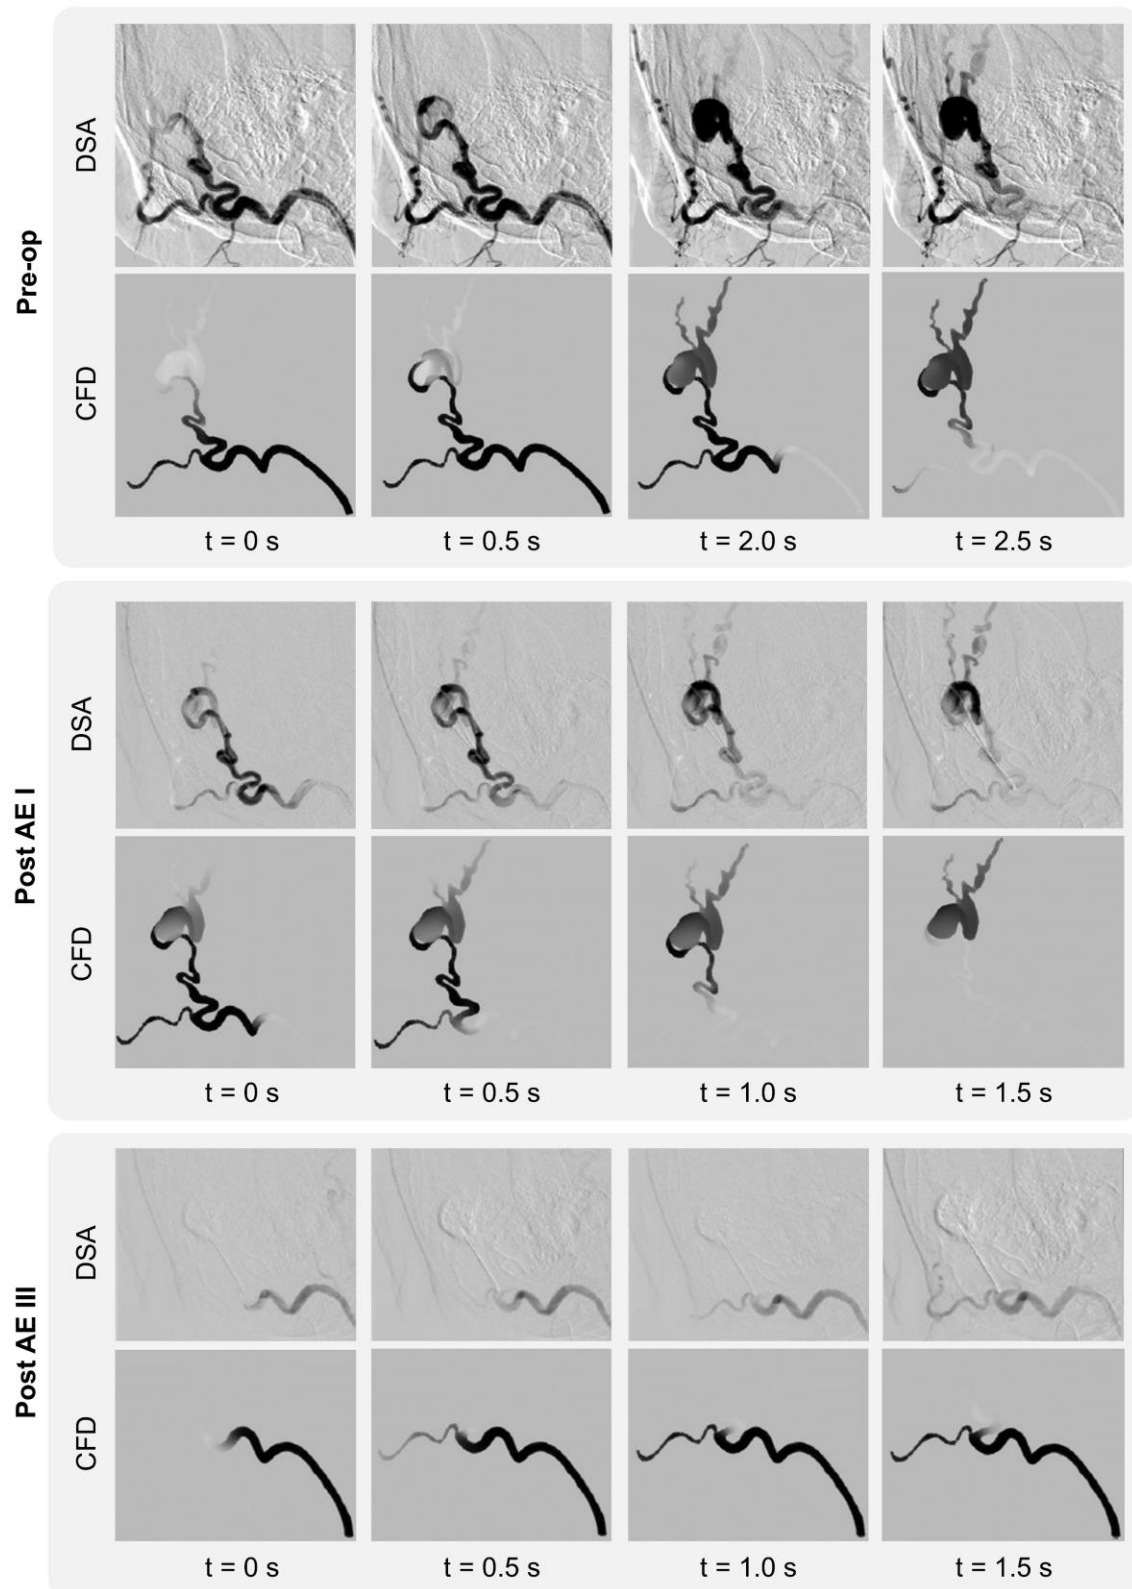 Pre-op
DSA
CFD
t = 0 s
t = 0.5 s
t = 2.0 s
t = 2.5 s
Post AE I
DSA
CFD
t = 0 s
t = 0.5 s
t = 1.0 s
t = 1.5 s
Post AE III
DSA
CFD
t = 0 s
t = 0.5 s
t = 1.0 s
t = 1.5 s